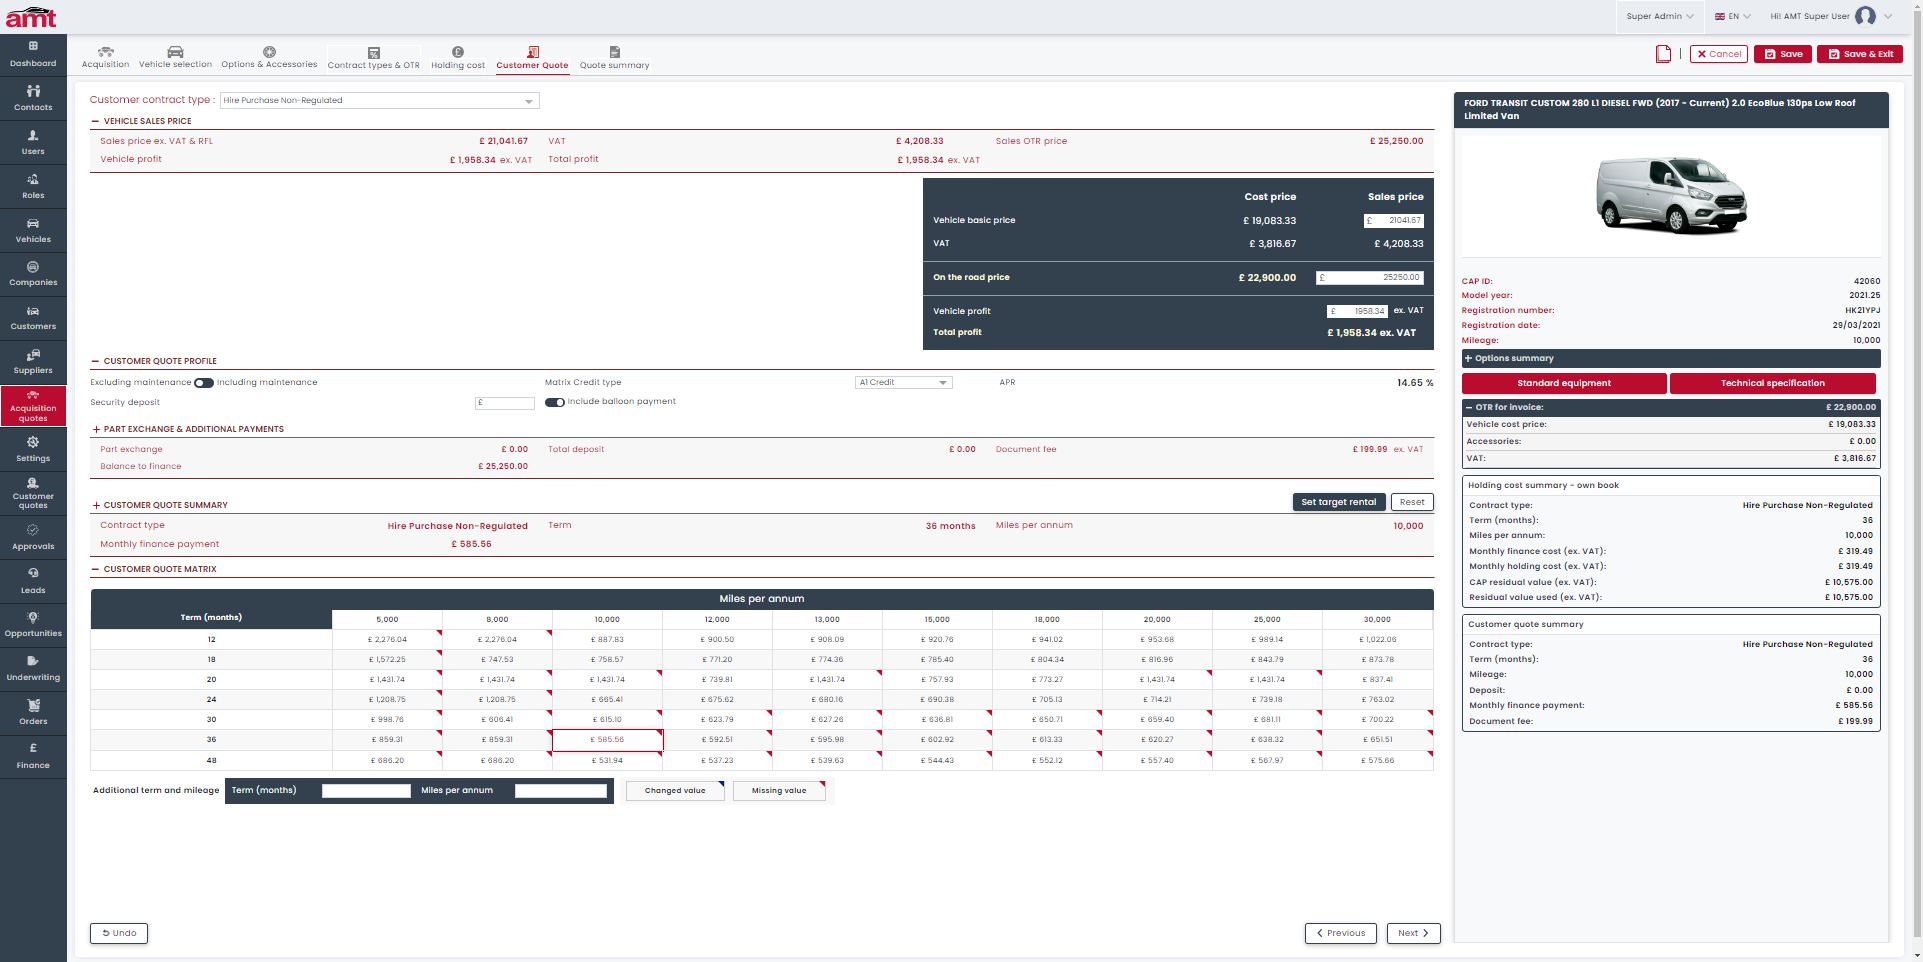 amt
Super Admin
EN
Hi! AMT Super User
Dashboard
Contacts
Users
Roles
Vehicles
Companies
Customers
Suppliers
Acquisition
quotes
Settings
Customer
quotes
Approvals
Leads
Opportunities
Underwriting
Orders
Finance
Acquisition
Vehicle selection
Options & Accessories
Contract types & OTR
Holding cost
Customer Quote
Quote summary
Cancel
Save
Save & Exit
Customer contract type : Hire Purchase Non-Regulated
VEHICLE SALES PRICE
Sales price ex. VAT & RFL £ 21,041.67 VAT £ 4,208.33 Sales OTR price £ 25,250.00
Vehicle profit £ 1,958.34 ex. VAT Total profit £ 1,958.34 ex. VAT
Cost price Sales price
Vehicle basic price £ 19,083.33 £ 21041.67
VAT £ 3,816.67 £ 4,208.33
On the road price £ 22,900.00 £ 25250.00
Vehicle profit £ 1958.34 ex. VAT
Total profit £ 1,958.34 ex. VAT
CUSTOMER QUOTE PROFILE
Excluding maintenance Including maintenance Matrix Credit type A1 Credit APR 14.65 %
Security deposit £ Include balloon payment
PART EXCHANGE & ADDITIONAL PAYMENTS
Part exchange £ 0.00 Total deposit £ 0.00 Document fee £ 199.99 ex. VAT
Balance to finance £ 25,250.00
CUSTOMER QUOTE SUMMARY Set target rental Reset
Contract type Hire Purchase Non-Regulated Term 36 months Miles per annum 10,000
Monthly finance payment £ 585.56
CUSTOMER QUOTE MATRIX
Miles per annum
Term (months) 5,000 8,000 10,000 12,000 13,000 15,000 18,000 20,000 25,000 30,000
12 £ 2,276.04 £ 2,276.04 £ 887.83 £ 900.50 £ 908.09 £ 920.76 £ 941.02 £ 953.68 £ 989.14 £ 1,022.06
18 £ 1,572.25 £ 747.53 £ 758.57 £ 771.20 £ 774.36 £ 785.40 £ 804.34 £ 816.96 £ 843.79 £ 873.78
20 £ 1,431.74 £ 1,431.74 £ 1,431.74 £ 739.81 £ 1,431.74 £ 757.93 £ 773.27 £ 1,431.74 £ 1,431.74 £ 837.41
24 £ 1,208.75 £ 1,208.75 £ 665.41 £ 675.62 £ 680.16 £ 690.38 £ 705.13 £ 714.21 £ 739.18 £ 763.02
30 £ 998.76 £ 606.41 £ 615.10 £ 623.79 £ 627.26 £ 636.81 £ 650.71 £ 659.40 £ 681.11 £ 700.22
36 £ 859.31 £ 859.31 £ 585.56 £ 592.51 £ 595.98 £ 602.92 £ 613.33 £ 620.27 £ 638.32 £ 651.51
48 £ 686.20 £ 686.20 £ 531.94 £ 537.23 £ 539.63 £ 544.43 £ 552.12 £ 557.40 £ 567.97 £ 575.66
Additional term and mileage Term (months) Miles per annum Changed value Missing value
Undo
Previous
Next
FORD TRANSIT CUSTOM 280 L1 DIESEL FWD (2017 - Current) 2.0 EcoBlue 130ps Low Roof
Limited Van
CAP ID: 42060
Model year: 2021.25
Registration number: HK21YPJ
Registration date: 29/03/2021
Mileage: 10,000
Options summary
Standard equipment
Technical specification
OTR for invoice: £ 22,900.00
Vehicle cost price: £ 19,083.33
Accessories: £ 0.00
VAT: £ 3,816.67
Holding cost summary - own book
Contract type: Hire Purchase Non-Regulated
Term (months): 36
Miles per annum: 10,000
Monthly finance cost (ex. VAT): £ 319.49
Monthly holding cost (ex. VAT): £ 319.49
CAP residual value (ex. VAT): £ 10,575.00
Residual value used (ex. VAT): £ 10,575.00
Customer quote summary
Contract type: Hire Purchase Non-Regulated
Term (months): 36
Mileage: 10,000
Deposit: £ 0.00
Monthly finance payment: £ 585.56
Document fee: £ 199.99